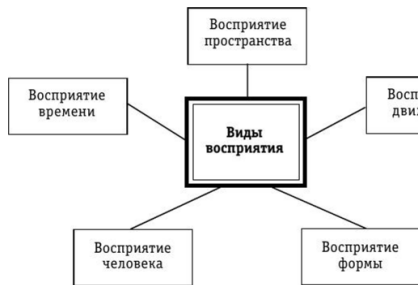 Восприятие
пространства
Восприятие
времени
Виды
восприятия
Восприятие
человека
Восприятие
формы